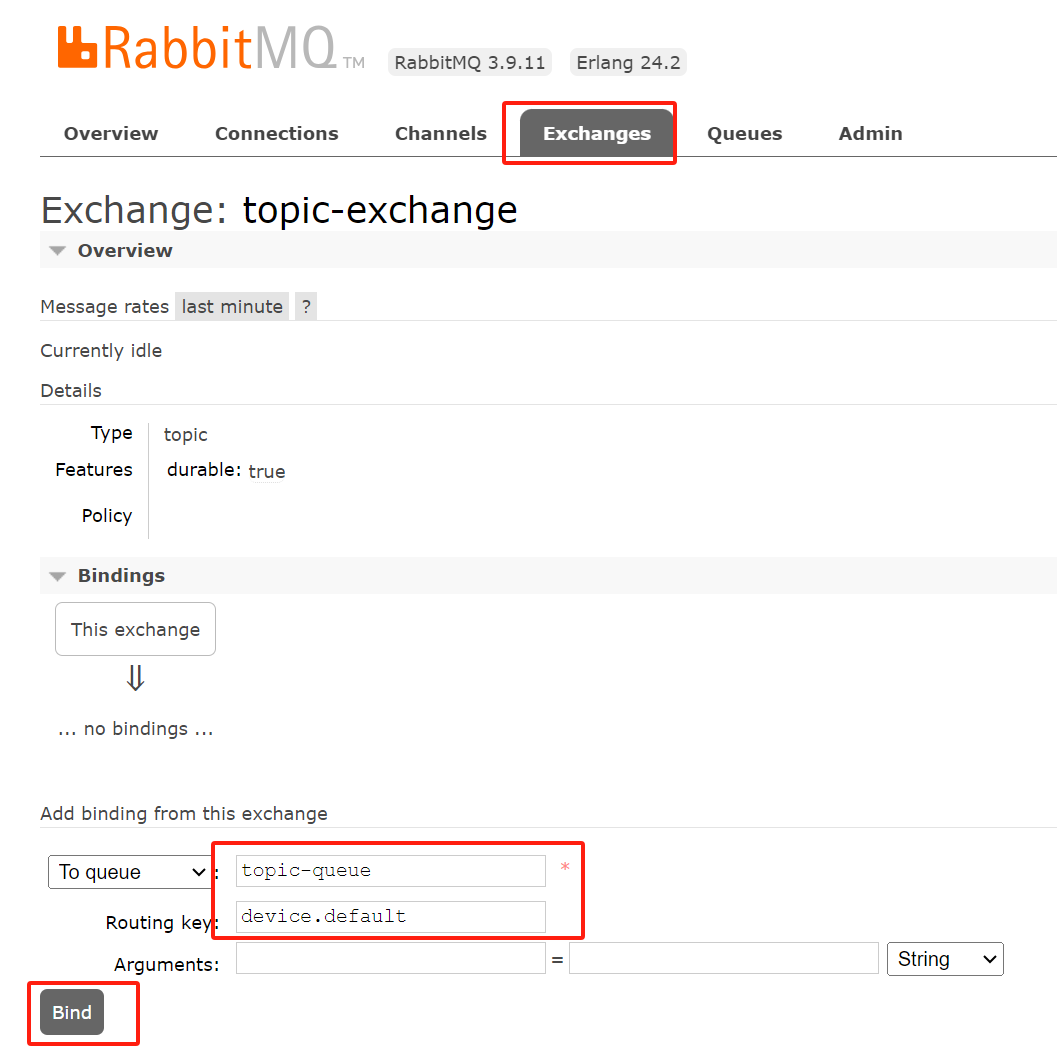 RabbitMQ TM RabbitMQ 3.9.11 Erlang 24.2
Overview Connections Channels Exchanges Queues Admin
Exchange: topic-exchange
Overview
Message rates last minute ?
Currently idle
Details
Type topic
Features durable: true
Policy
Bindings
This exchange
⇓
... no bindings ...
Add binding from this exchange
To queue : topic-queue *
Routing key: device.default
Arguments: = String
Bind